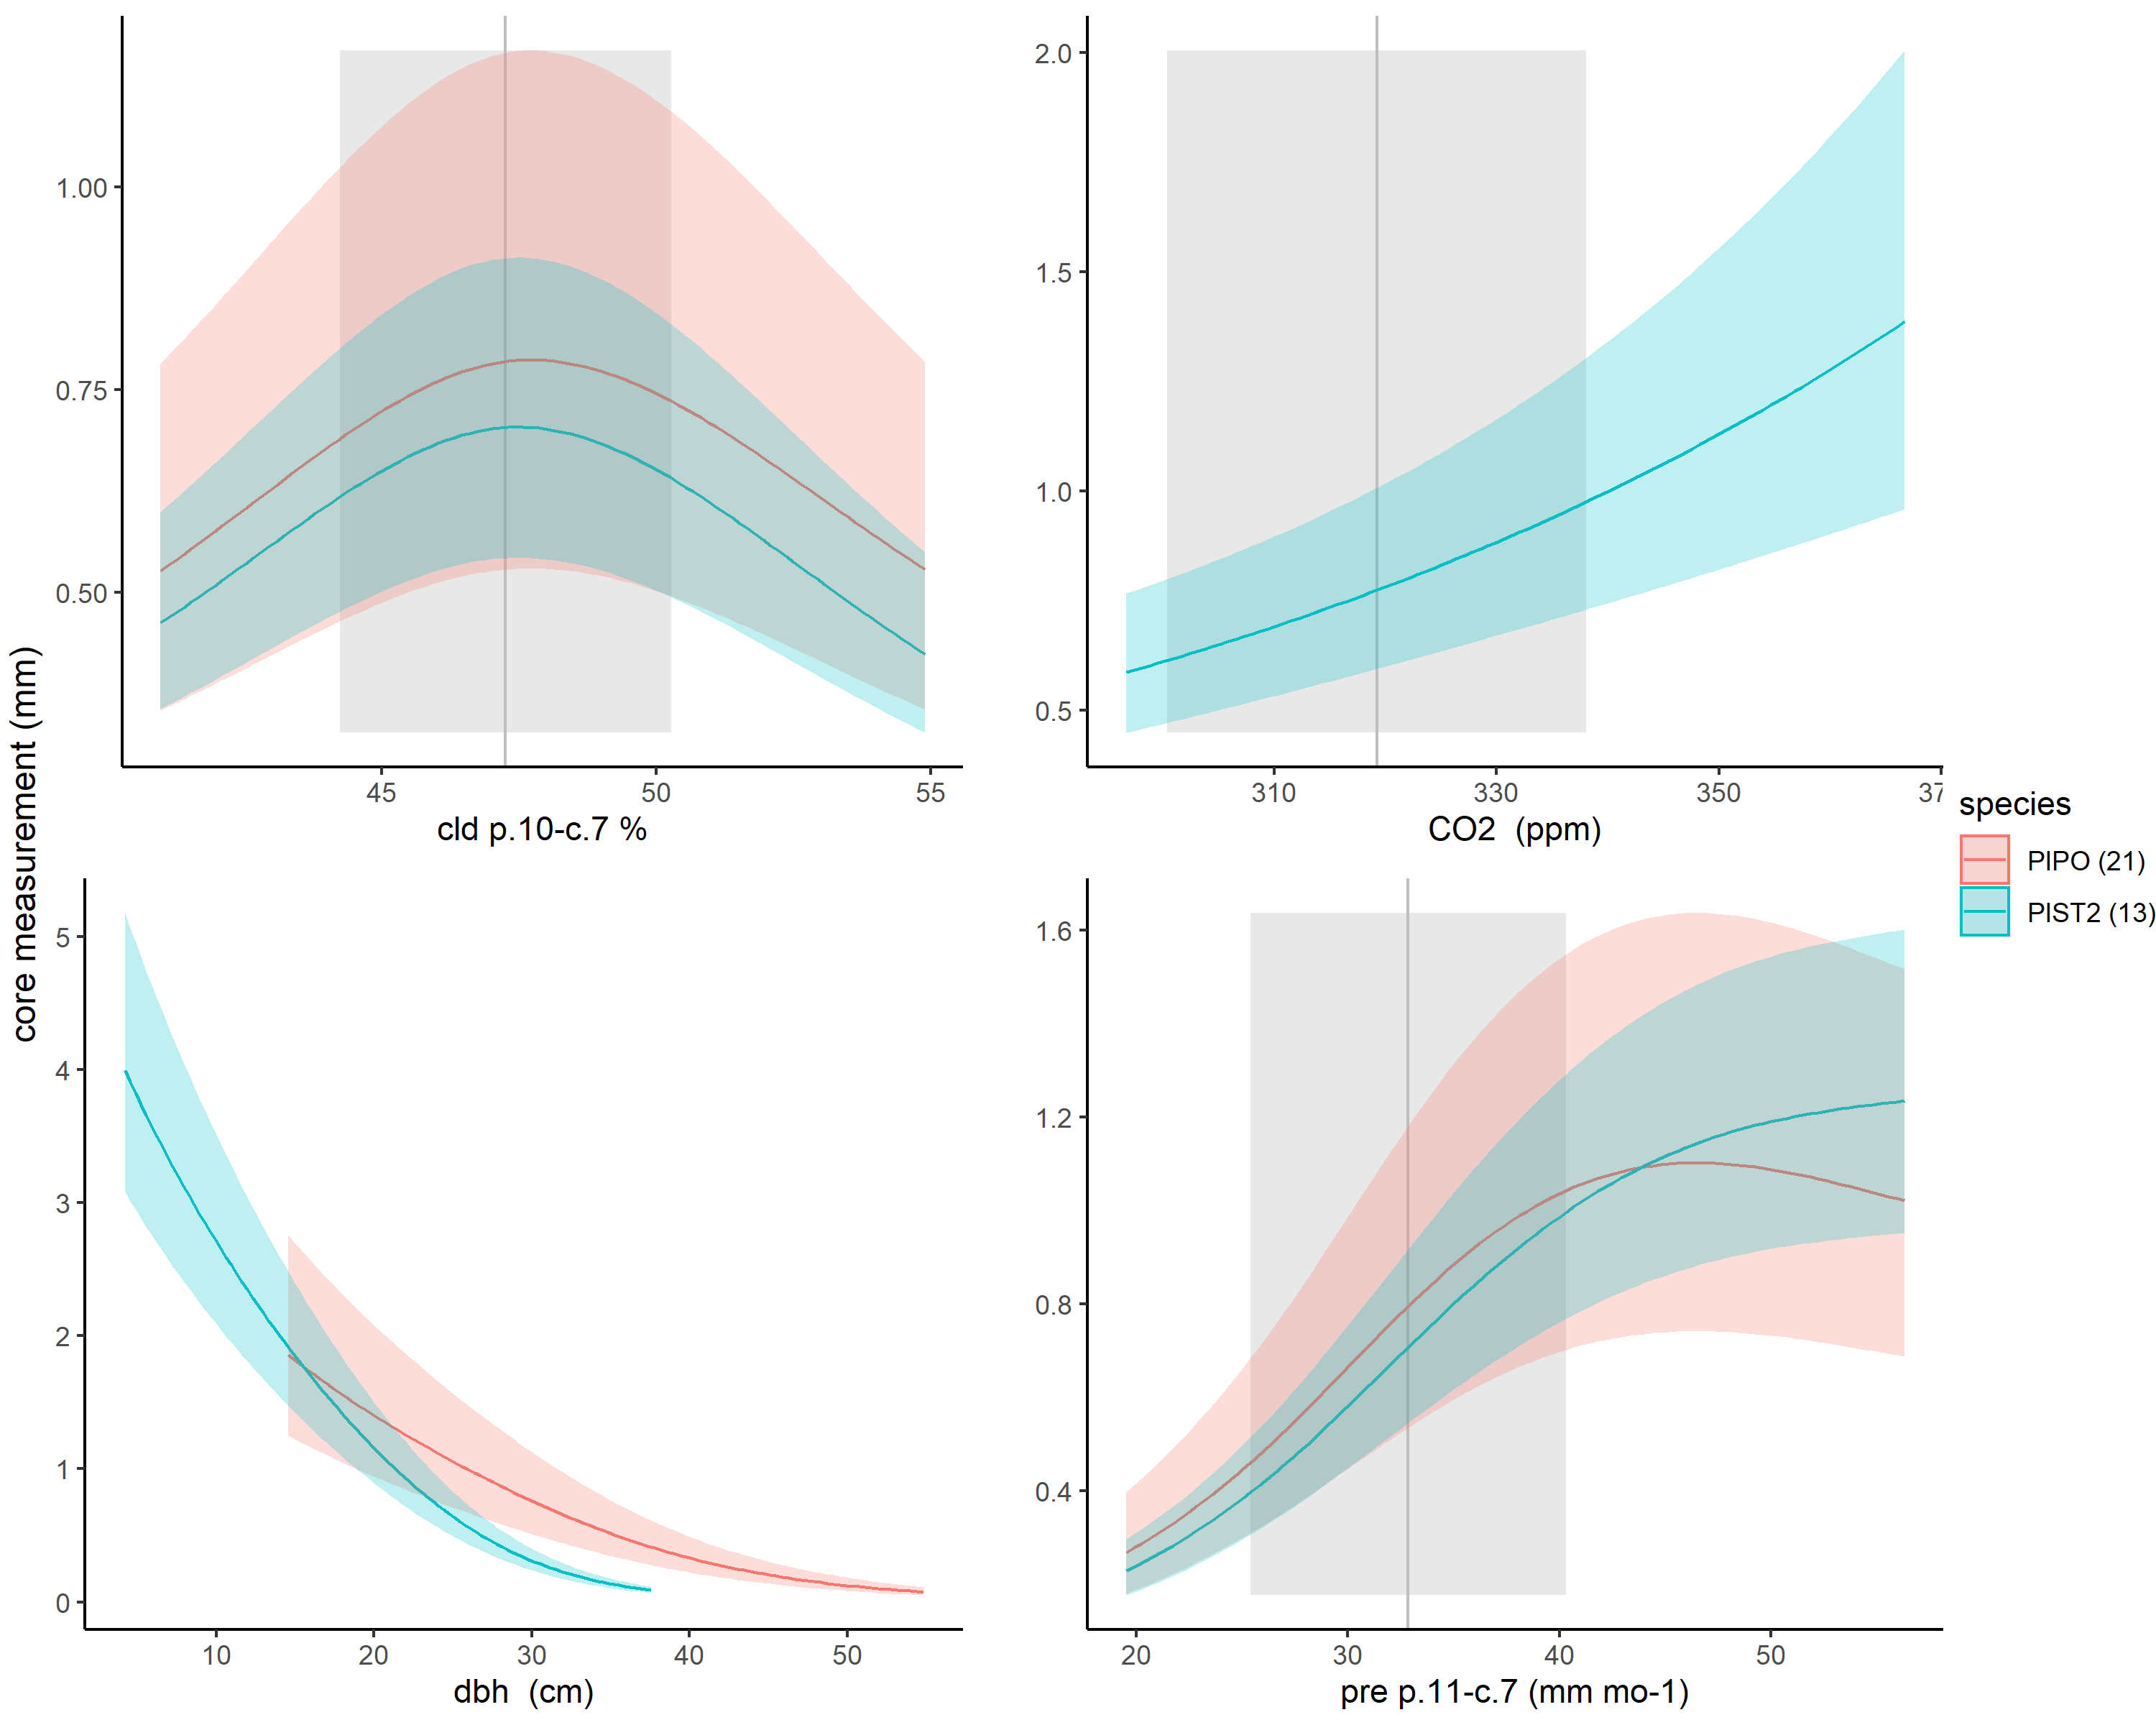 core measurement (mm)
1.00
0.75
0.50
45 50 55
cld p.10-c.7 %
2.0
1.5
1.0
0.5
310 330 350 37
CO2 (ppm)
5
4
3
2
1
0
10 20 30 40 50
dbh (cm)
1.6
1.2
0.8
0.4
20 30 40 50
pre p.11-c.7 (mm mo-1)
species
PIPO (21)
PIST2 (13)